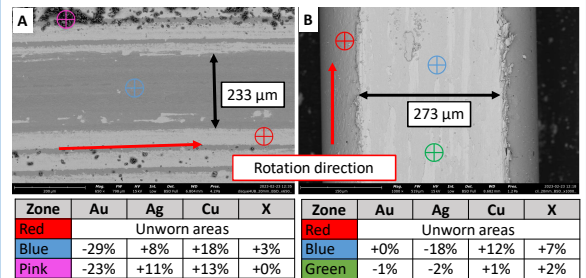 A
B
233 µm
273 µm
Rotation direction
Zone Au Ag Cu X
Red Unworn areas
Blue -29% +8% +18% +3%
Pink -23% +11% +13% +0%
Zone Au Ag Cu X
Red Unworn areas
Blue +0% -18% +12% +7%
Green -1% -2% +1% +2%